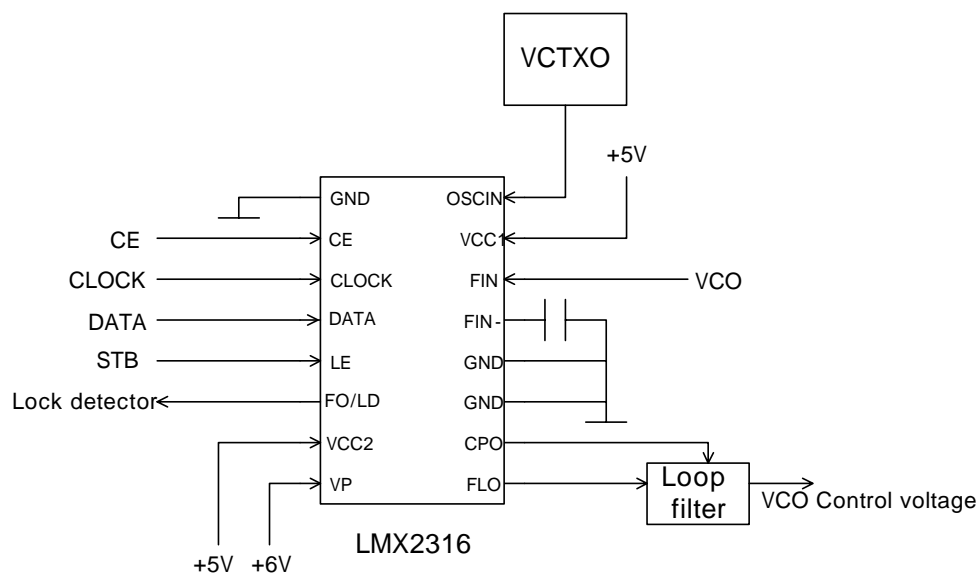 VCTXO
+5V
GND
OSCIN
CE
CE
VCC1
CLOCK
CLOCK
FIN
VCO
DATA
DATA
FIN-
STB
LE
GND
Lock detector
FO/LD
GND
VCC2
CPO
VP
FLO
Loop
filter
VCO Control voltage
+5V
+6V
LMX2316